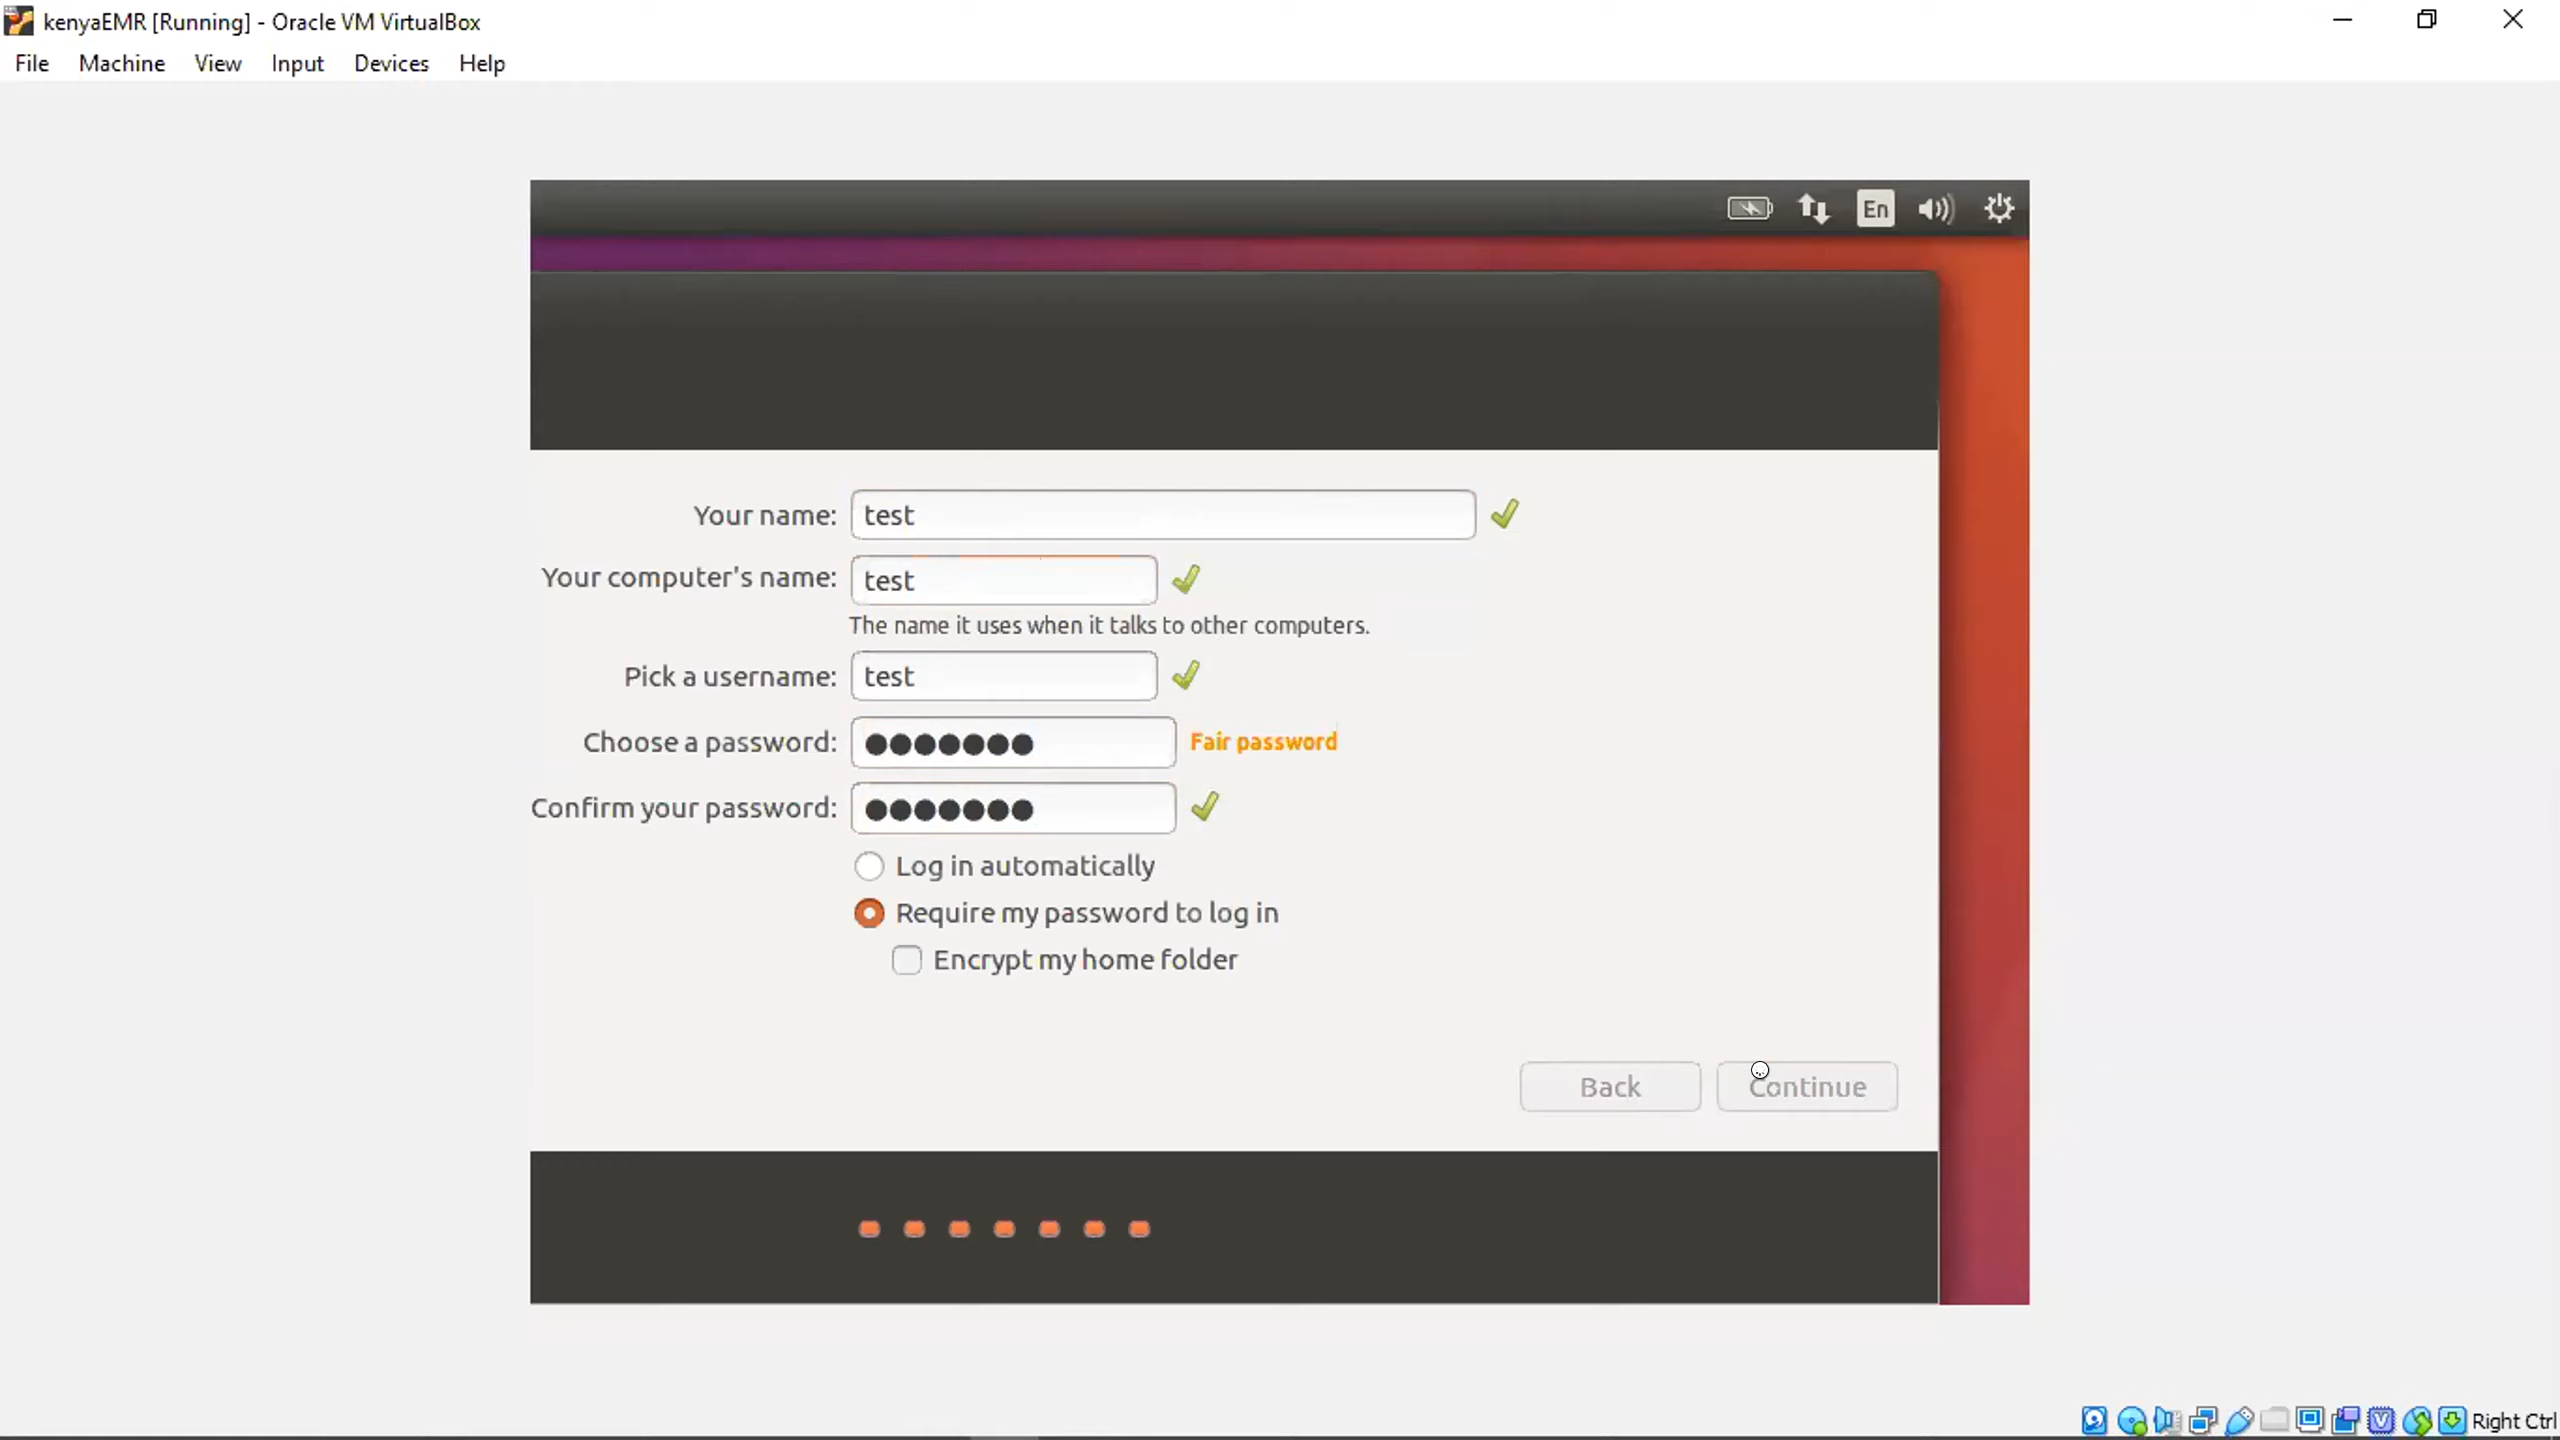 kenyaEMR [Running] - Oracle VM VirtualBox
File Machine View Input Devices Help
En
Your name: test
Your computer's name: test
The name it uses when it talks to other computers.
Pick a username: test
Choose a password: ●●●●●●● Fair password
Confirm your password: ●●●●●●●
Log in automatically
Require my password to log in
Encrypt my home folder
Back Continue
Right Ctrl